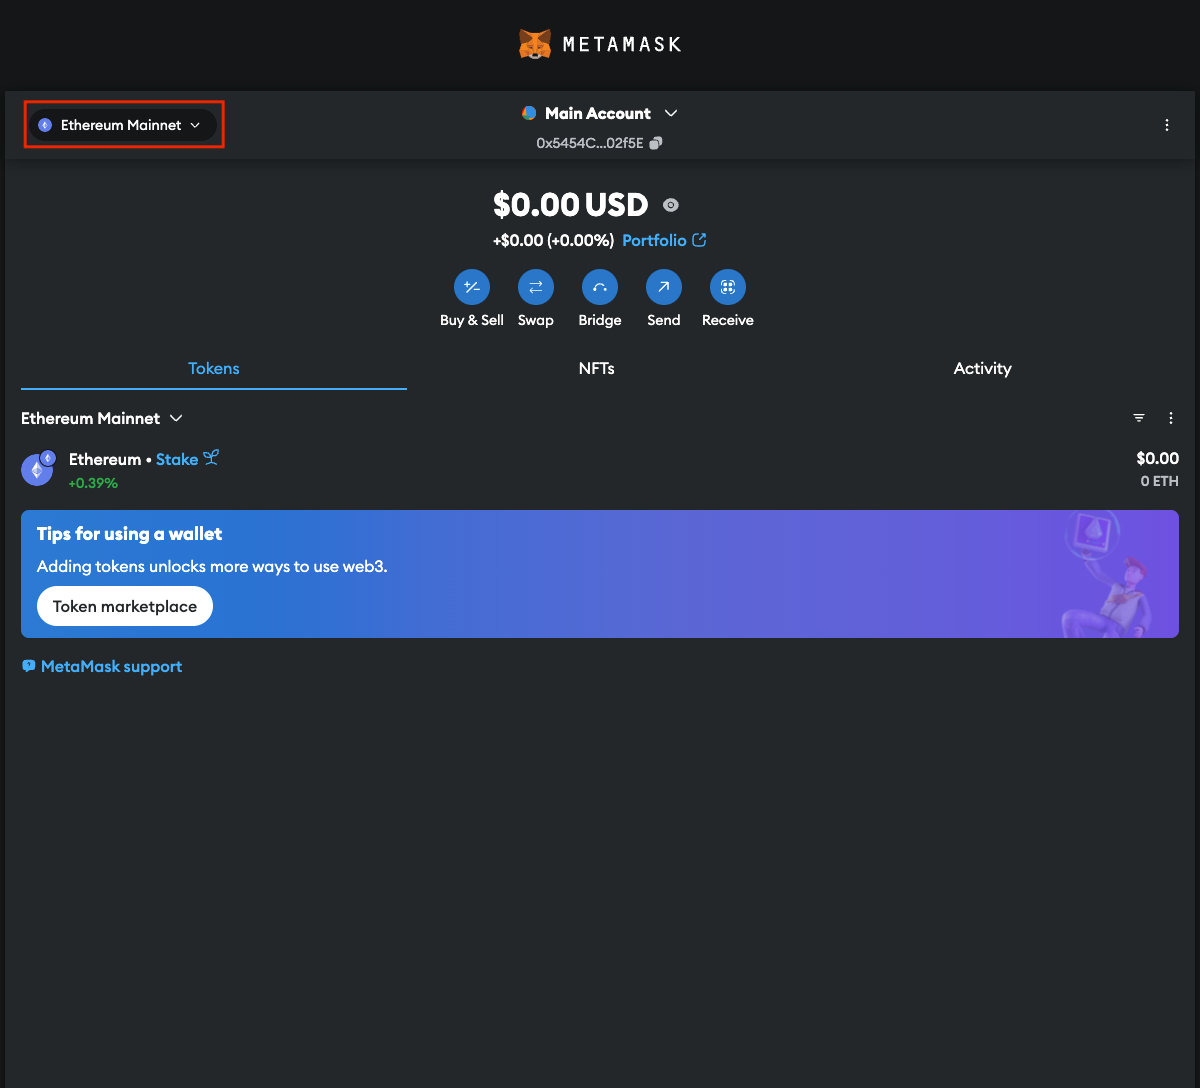 METAMASK
Ethereum Mainnet
Main Account
0x5454C...02f5E
$0.00 USD
+$0.00 (+0.00%) Portfolio
Buy & Sell Swap Bridge Send Receive
Tokens NFTs Activity
Ethereum Mainnet
Ethereum • Stake $0.00
+0.39% 0 ETH
Tips for using a wallet
Adding tokens unlocks more ways to use web3.
Token marketplace
MetaMask support